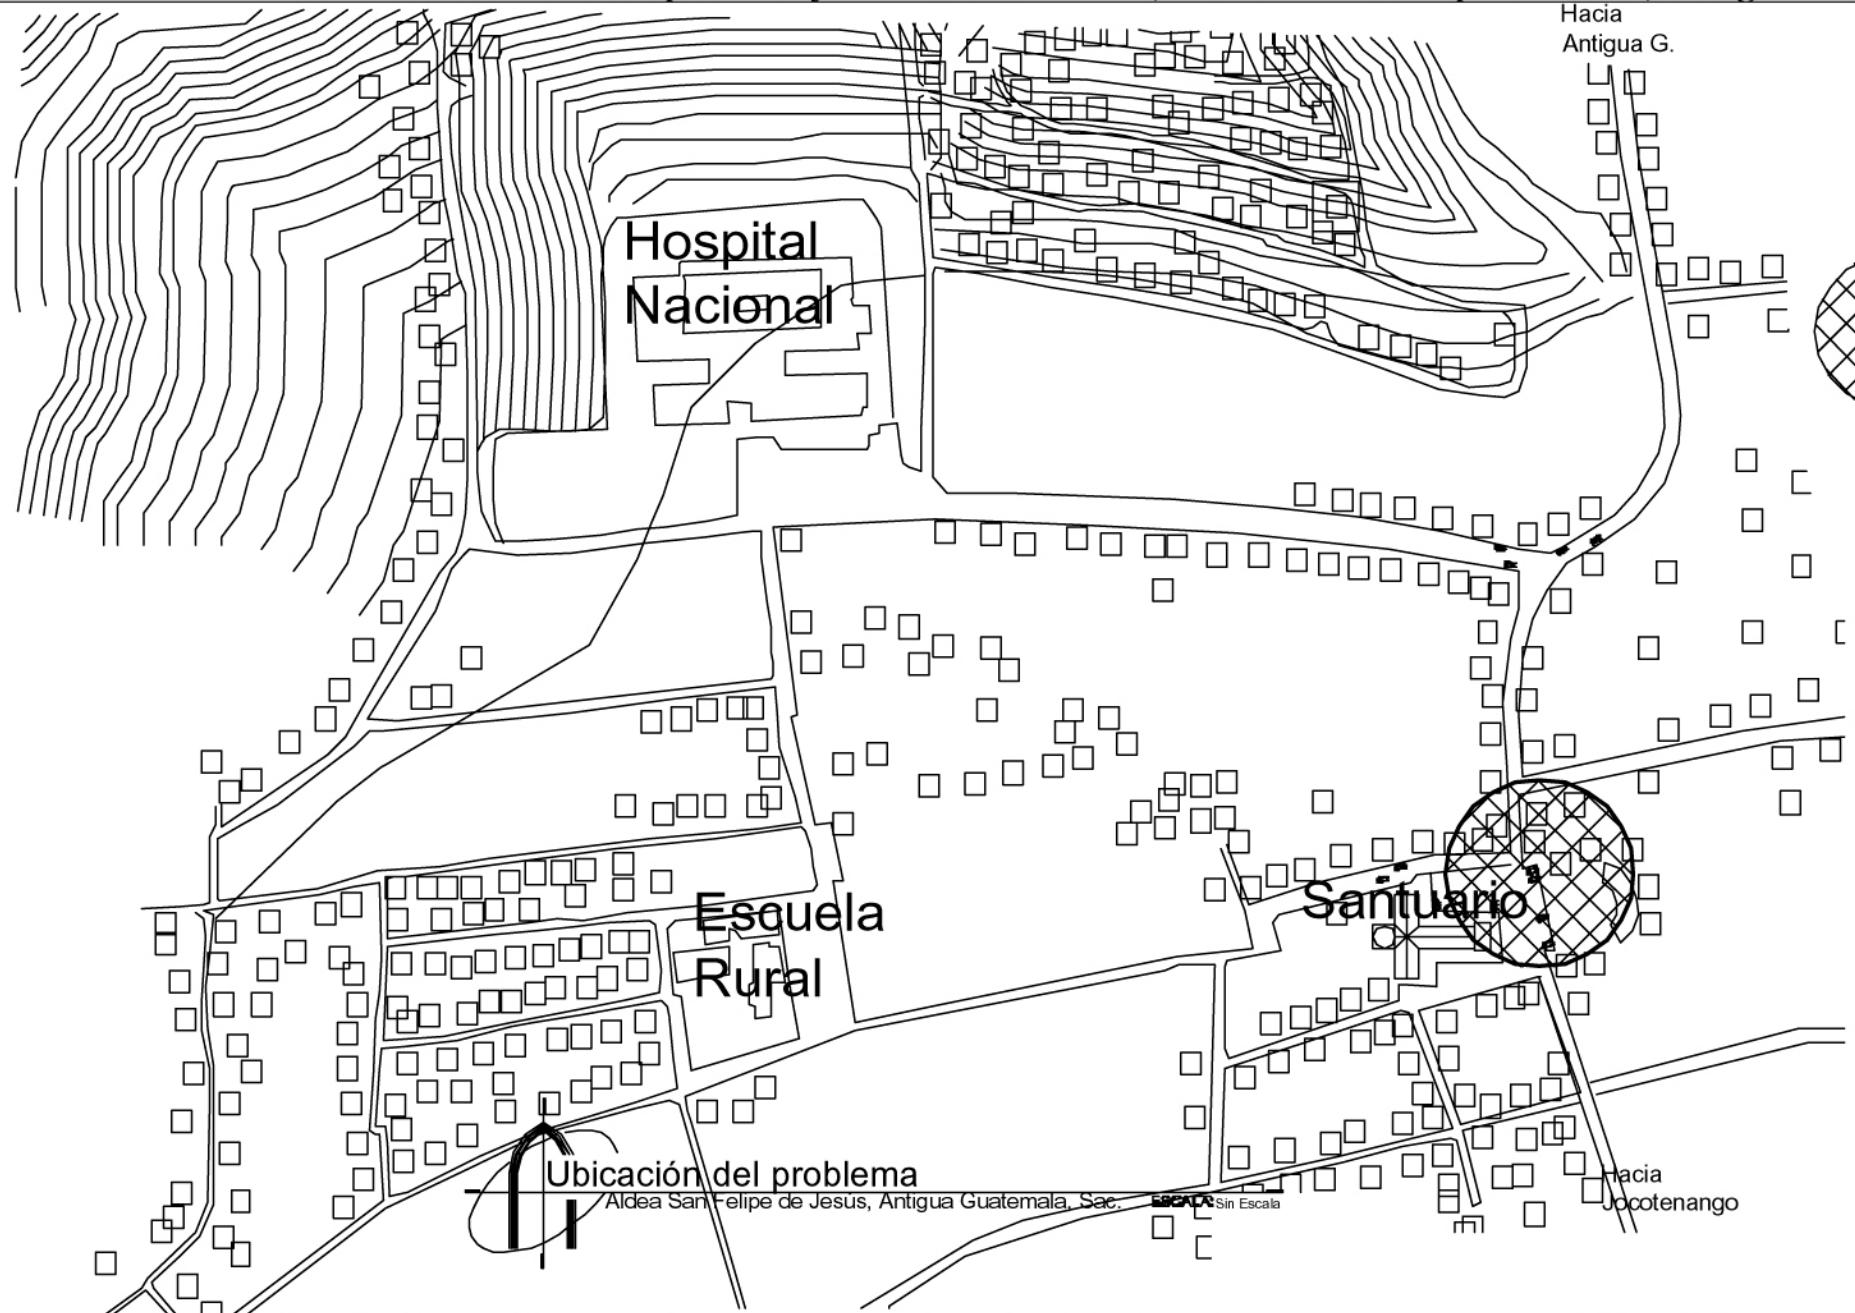 Hacia
Antigua G.
Hospital
Nacional
Escuela
Rural
Santuario
Ubicación del problema
Aldea San Felipe de Jesús, Antigua Guatemala, Sac.
ESCALA: Sin Escala
Hacia
Jocotenango